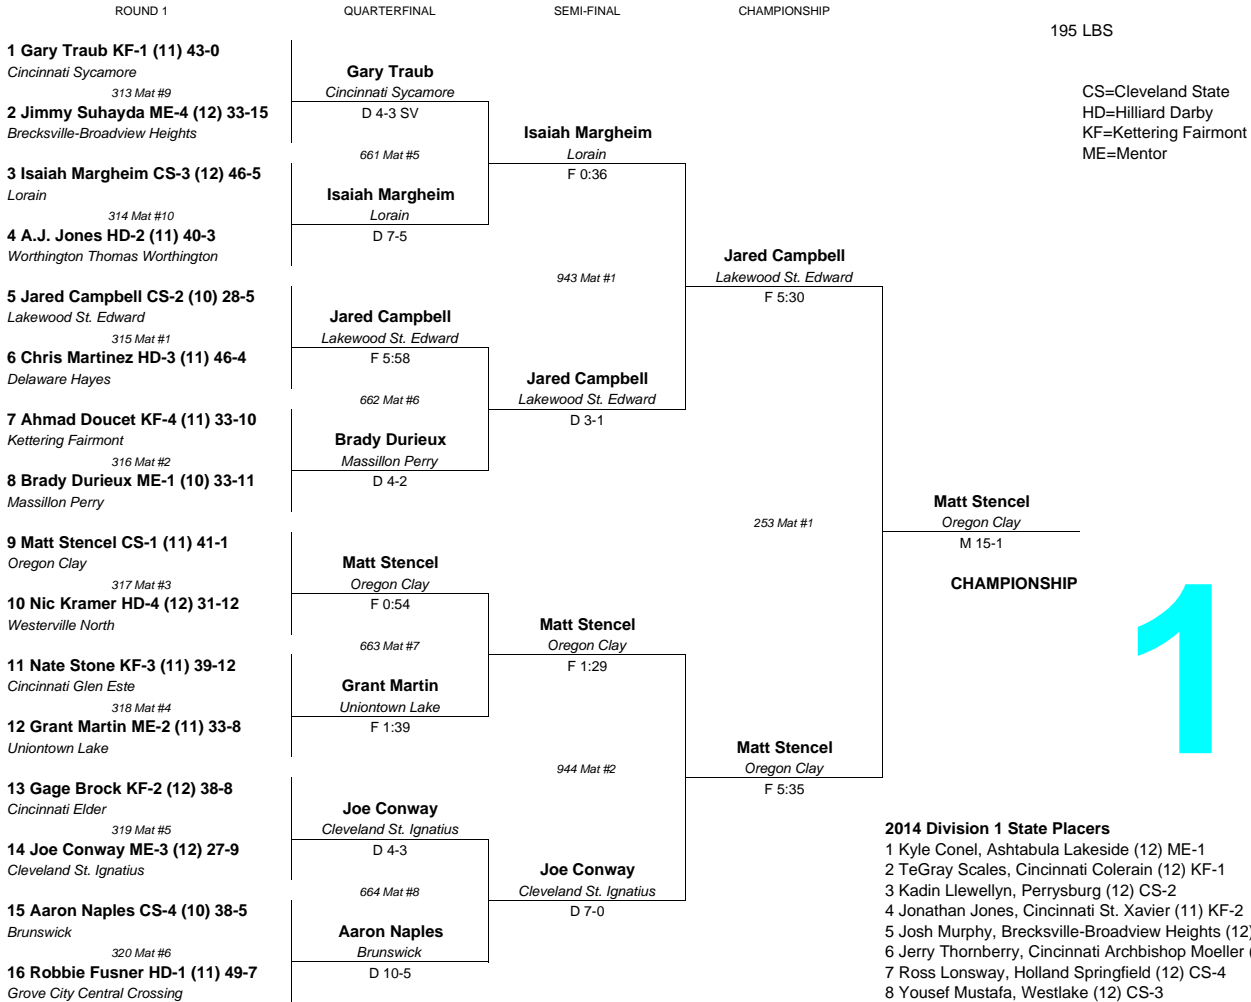 ROUND 1
QUARTERFINAL
SEMI-FINAL
CHAMPIONSHIP
195 LBS
CS=Cleveland State
HD=Hilliard Darby
KF=Kettering Fairmont
ME=Mentor
1 Gary Traub KF-1 (11) 43-0
Cincinnati Sycamore
313 Mat #9
2 Jimmy Suhayda ME-4 (12) 33-15
Brecksville-Broadview Heights
3 Isaiah Margheim CS-3 (12) 46-5
Lorain
314 Mat #10
4 A.J. Jones HD-2 (11) 40-3
Worthington Thomas Worthington
5 Jared Campbell CS-2 (10) 28-5
Lakewood St. Edward
315 Mat #1
6 Chris Martinez HD-3 (11) 46-4
Delaware Hayes
7 Ahmad Doucet KF-4 (11) 33-10
Kettering Fairmont
316 Mat #2
8 Brady Durieux ME-1 (10) 33-11
Massillon Perry
9 Matt Stencel CS-1 (11) 41-1
Oregon Clay
317 Mat #3
10 Nic Kramer HD-4 (12) 31-12
Westerville North
11 Nate Stone KF-3 (11) 39-12
Cincinnati Glen Este
318 Mat #4
12 Grant Martin ME-2 (11) 33-8
Uniontown Lake
13 Gage Brock KF-2 (12) 38-8
Cincinnati Elder
319 Mat #5
14 Joe Conway ME-3 (12) 27-9
Cleveland St. Ignatius
15 Aaron Naples CS-4 (10) 38-5
Brunswick
320 Mat #6
16 Robbie Fusner HD-1 (11) 49-7
Grove City Central Crossing
Gary Traub
Cincinnati Sycamore
D 4-3 SV
661 Mat #5
Isaiah Margheim
Lorain
D 7-5
Jared Campbell
Lakewood St. Edward
F 5:58
662 Mat #6
Brady Durieux
Massillon Perry
D 4-2
Matt Stencel
Oregon Clay
F 0:54
663 Mat #7
Grant Martin
Uniontown Lake
F 1:39
Joe Conway
Cleveland St. Ignatius
D 4-3
664 Mat #8
Aaron Naples
Brunswick
D 10-5
Isaiah Margheim
Lorain
F 0:36
943 Mat #1
Jared Campbell
Lakewood St. Edward
D 3-1
Matt Stencel
Oregon Clay
F 1:29
944 Mat #2
Joe Conway
Cleveland St. Ignatius
D 7-0
Jared Campbell
Lakewood St. Edward
F 5:30
253 Mat #1
Matt Stencel
Oregon Clay
F 5:35
Matt Stencel
Oregon Clay
M 15-1
CHAMPIONSHIP
1
2014 Division 1 State Placers
1 Kyle Conel, Ashtabula Lakeside (12) ME-1
2 TeGray Scales, Cincinnati Colerain (12) KF-1
3 Kadin Llewellyn, Perrysburg (12) CS-2
4 Jonathan Jones, Cincinnati St. Xavier (11) KF-2
5 Josh Murphy, Brecksville-Broadview Heights (12)
6 Jerry Thornberry, Cincinnati Archbishop Moeller (
7 Ross Lonsway, Holland Springfield (12) CS-4
8 Yousef Mustafa, Westlake (12) CS-3